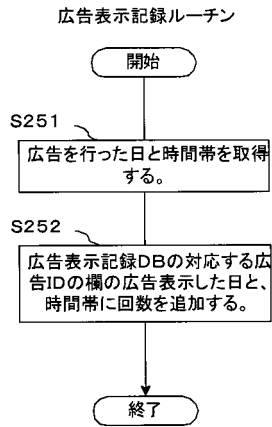 広告表示記録ルーチン
開始
S251
広告を行った日と時間帯を取得
する。
S252
広告表示記録DBの対応する広
告IDの欄の広告表示した日と、
時間帯に回数を追加する。
終了